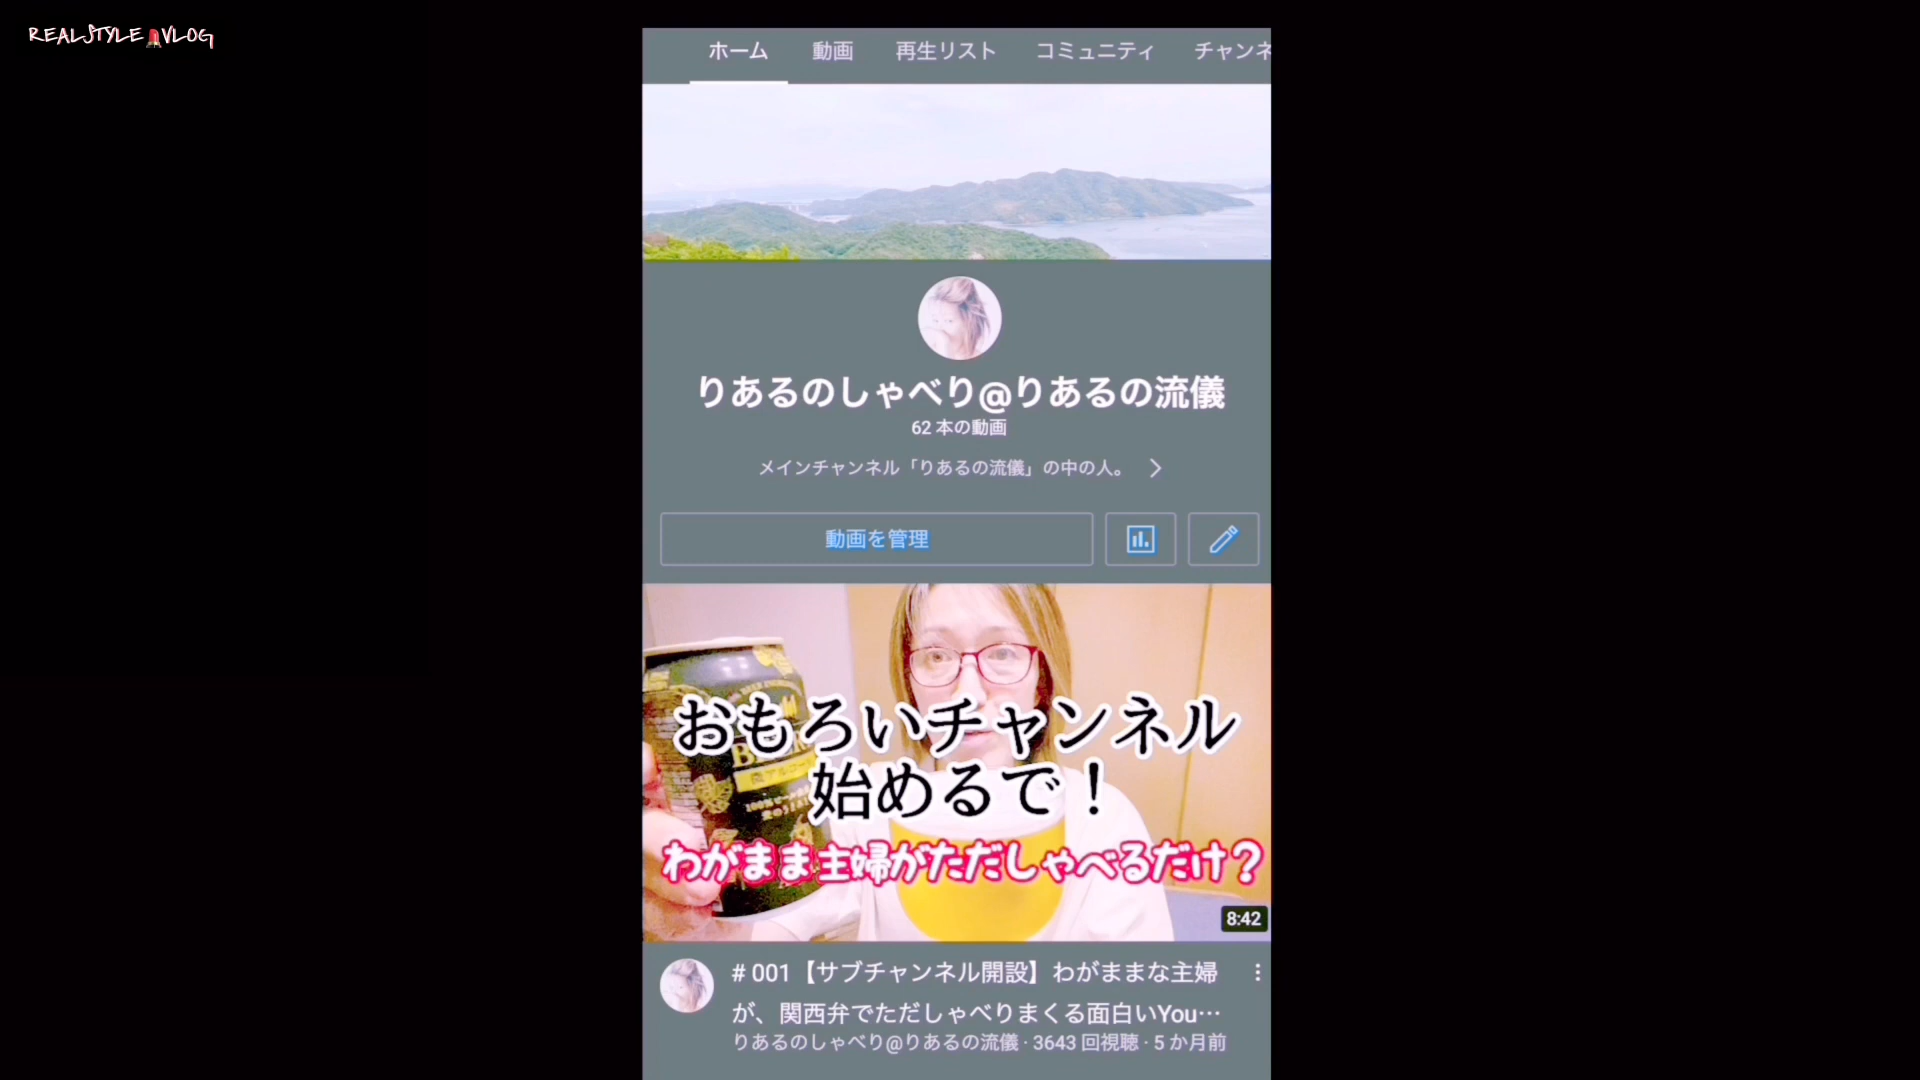 REALSTYLE🚨VLOG
ホーム 動画 再生リスト コミュニティ チャンネ
りあるのしゃべり@りあるの流儀
62 本の動画
メインチャンネル「りあるの流儀」の中の人。
動画を管理
おもろいチャンネル
始めるで！
わがまま主婦がただしゃべるだけ？
8:42
# 001【サブチャンネル開設】わがままな主婦
が、関西弁でただしゃべりまくる面白いYou…
りあるのしゃべり@りあるの流儀 · 3643 回視聴 · 5 か月前